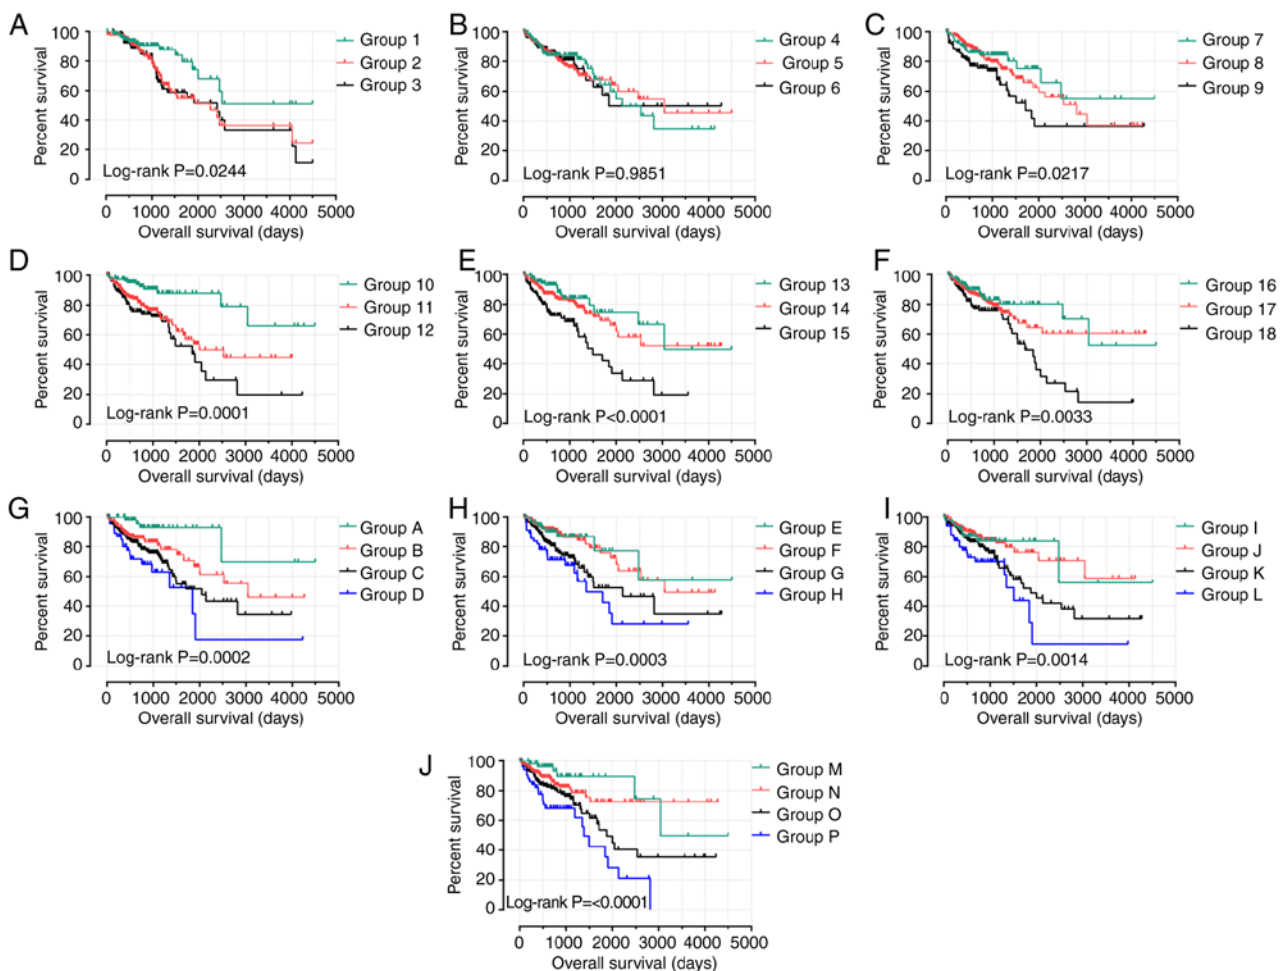 A
Percent survival
100
80
60
40
20
0
Group 1
Group 2
Group 3
Log-rank P=0.0244
0 1000 2000 3000 4000 5000
Overall survival (days)
B
Percent survival
100
80
60
40
20
0
Group 4
Group 5
Group 6
Log-rank P=0.9851
0 1000 2000 3000 4000 5000
Overall survival (days)
C
Percent survival
100
80
60
40
20
0
Group 7
Group 8
Group 9
Log-rank P=0.0217
0 1000 2000 3000 4000 5000
Overall survival (days)
D
Percent survival
100
80
60
40
20
0
Group 10
Group 11
Group 12
Log-rank P=0.0001
0 1000 2000 3000 4000 5000
Overall survival (days)
E
Percent survival
100
80
60
40
20
0
Group 13
Group 14
Group 15
Log-rank P<0.0001
0 1000 2000 3000 4000 5000
Overall survival (days)
F
Percent survival
100
80
60
40
20
0
Group 16
Group 17
Group 18
Log-rank P=0.0033
0 1000 2000 3000 4000 5000
Overall survival (days)
G
Percent survival
100
80
60
40
20
0
Group A
Group B
Group C
Group D
Log-rank P=0.0002
0 1000 2000 3000 4000 5000
Overall survival (days)
H
Percent survival
100
80
60
40
20
0
Group E
Group F
Group G
Group H
Log-rank P=0.0003
0 1000 2000 3000 4000 5000
Overall survival (days)
I
Percent survival
100
80
60
40
20
0
Group I
Group J
Group K
Group L
Log-rank P=0.0014
0 1000 2000 3000 4000 5000
Overall survival (days)
J
Percent survival
100
80
60
40
20
0
Group M
Group N
Group O
Group P
Log-rank P=<0.0001
0 1000 2000 3000 4000 5000
Overall survival (days)